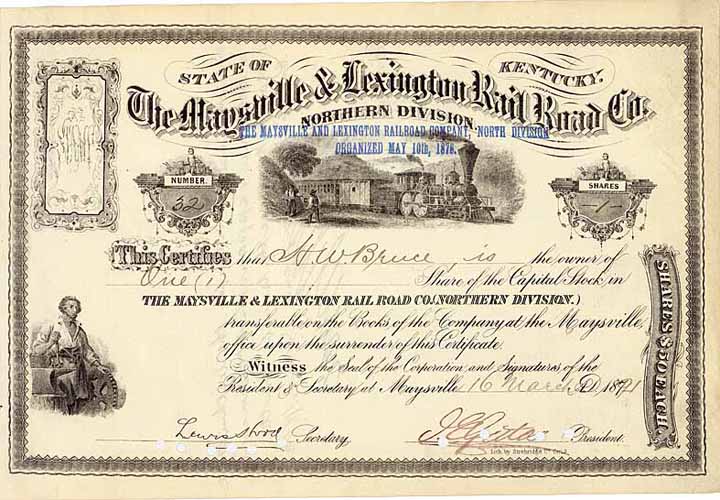 STATE OF KENTUCKY.
The Maysville & Lexington Rail Road Co.
NORTHERN DIVISION
THE MAYSVILLE AND LEXINGTON RAILROAD COMPANY, NORTH DIVISION
ORGANIZED MAY 10th, 1876.
NUMBER.
32
SHARES
1
This Certifies that H.W. Bruce is the owner of
One (1) Share of the Capital Stock in
THE MAYSVILLE & LEXINGTON RAIL ROAD CO. (NORTHERN DIVISION.)
transferable on the Books of the Company, at the Maysville,
office upon the surrender of this Certificate.
Witness the Seal of the Corporation and Signatures of the
President & Secretary at Maysville 16 March A.D. 18
Secretary.
President.
SHARES $50 EACH